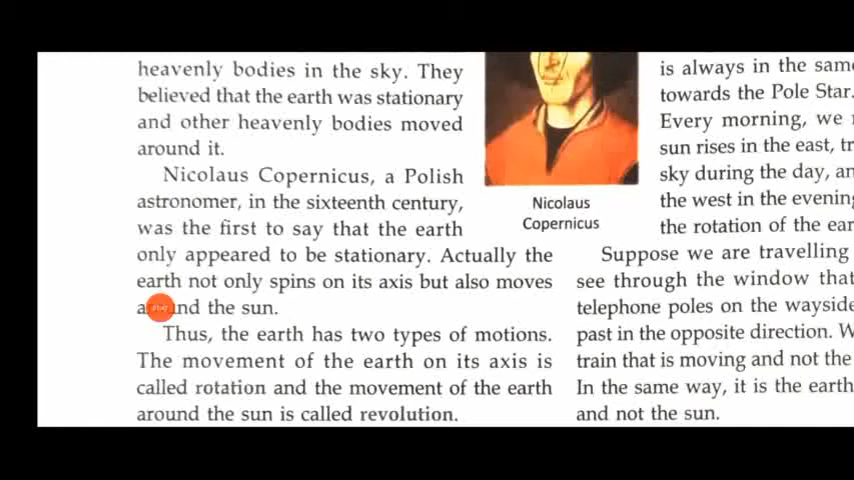 heavenly bodies in the sky. They
believed that the earth was stationary
and other heavenly bodies moved
around it.
Nicolaus Copernicus, a Polish
astronomer, in the sixteenth century,
was the first to say that the earth
only appeared to be stationary. Actually the
earth not only spins on its axis but also moves
around the sun.
Thus, the earth has two types of motions.
The movement of the earth on its axis is
called rotation and the movement of the earth
around the sun is called revolution.
Nicolaus
Copernicus
is always in the same
towards the Pole Star.
Every morning, we
sun rises in the east,
sky during the day,
the west in the evening
the rotation of the
Suppose we are travelling
see through the window that
telephone poles on the wayside
past in the opposite direction.
train that is moving and not the
In the same way, it is the earth
and not the sun.